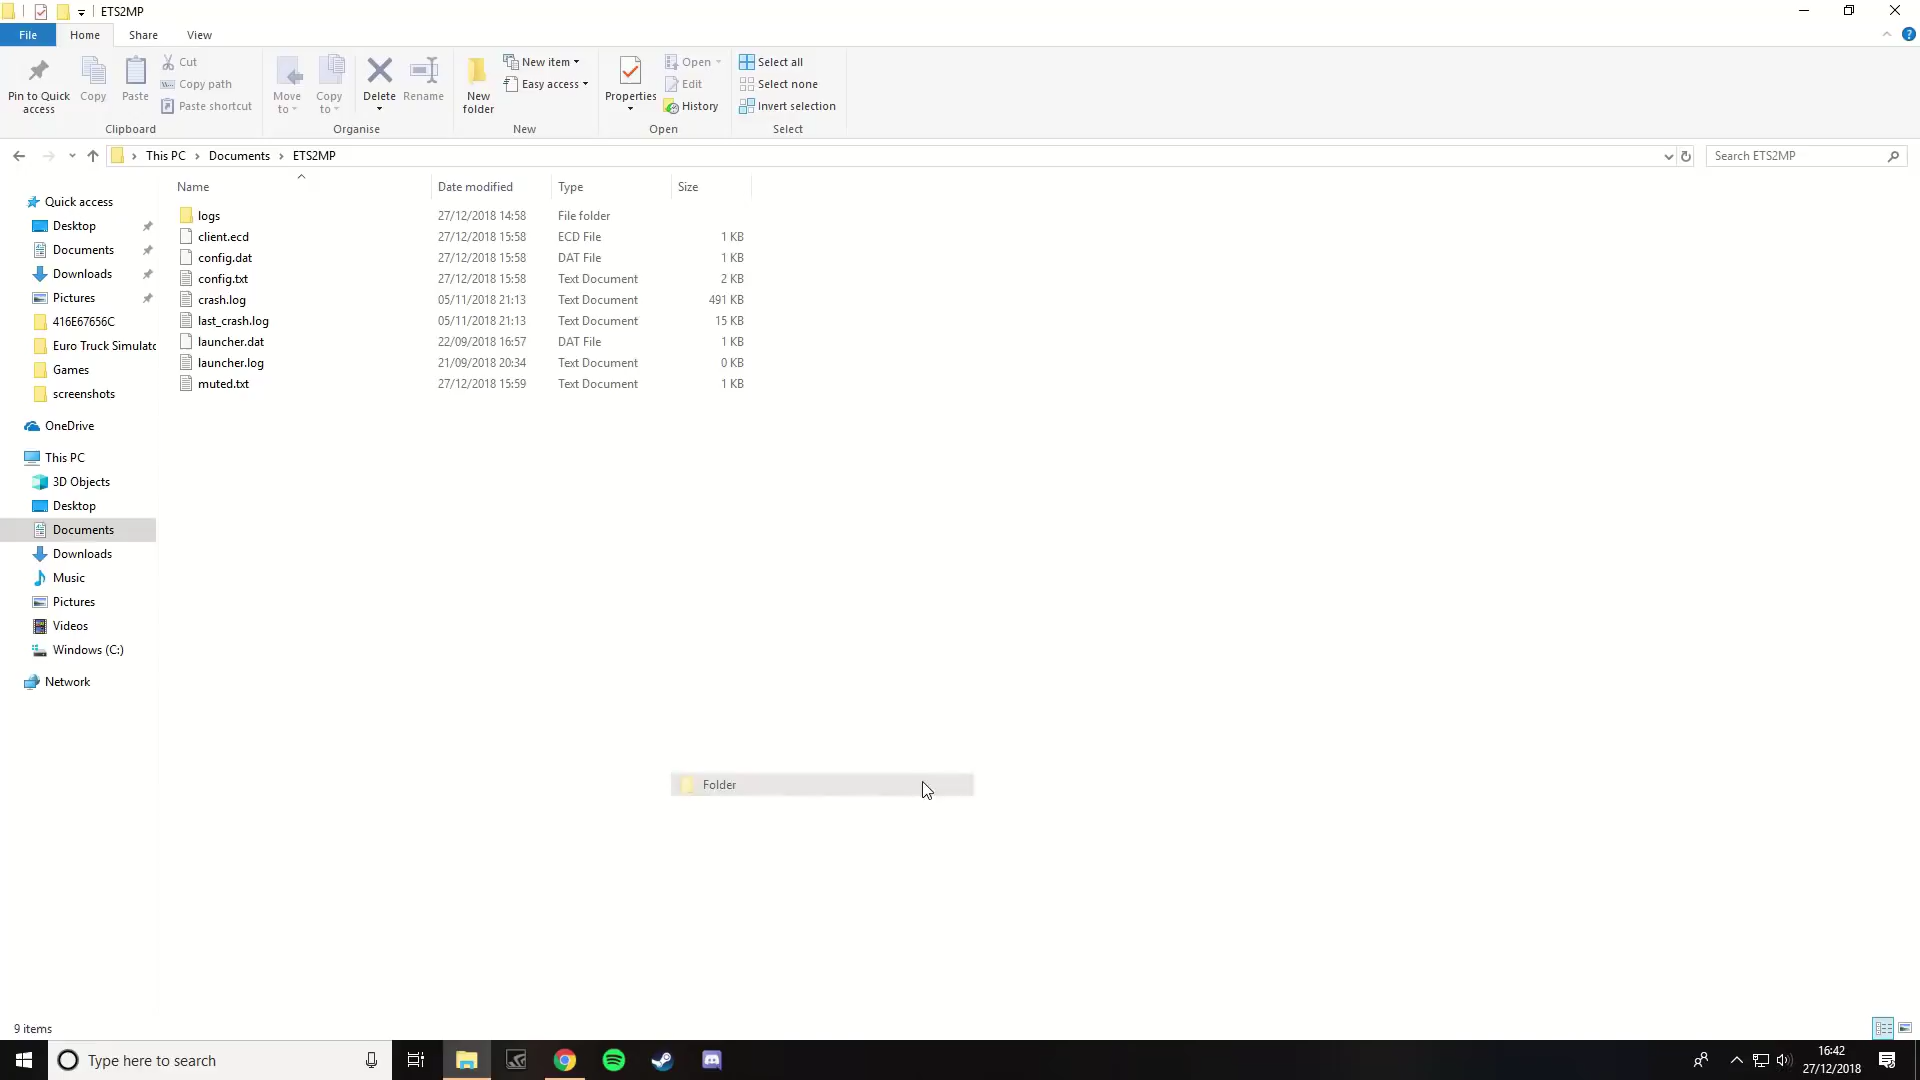 ETS2MP
File Home Share View
Pin to Quick access
Copy
Paste
Cut
Copy path
Paste shortcut
Clipboard
Move to
Copy to
Delete
Rename
Organise
New folder
New item
Easy access
New
Properties
Open
Edit
History
Open
Select all
Select none
Invert selection
Select
This PC › Documents › ETS2MP
Search ETS2MP
Name Date modified Type Size
logs 27/12/2018 14:58 File folder
client.ecd 27/12/2018 15:58 ECD File 1 KB
config.dat 27/12/2018 15:58 DAT File 1 KB
config.txt 27/12/2018 15:58 Text Document 2 KB
crash.log 05/11/2018 21:13 Text Document 491 KB
last_crash.log 05/11/2018 21:13 Text Document 15 KB
launcher.dat 22/09/2018 16:57 DAT File 1 KB
launcher.log 21/09/2018 20:34 Text Document 0 KB
muted.txt 27/12/2018 15:59 Text Document 1 KB
Quick access
Desktop
Documents
Downloads
Pictures
416E67656C
Euro Truck Simulato
Games
screenshots
OneDrive
This PC
3D Objects
Desktop
Documents
Downloads
Music
Pictures
Videos
Windows (C:)
Network
Folder
9 items
Type here to search
16:42
27/12/2018